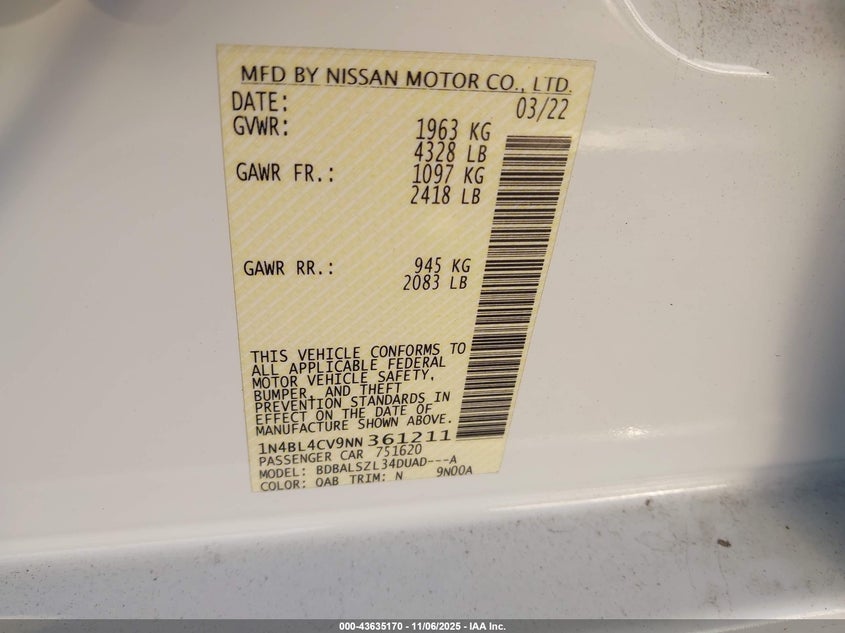 MFD BY NISSAN MOTOR CO., LTD.
DATE: 03/22
GVWR: 1963 KG
4328 LB
GAWR FR.: 1097 KG
2418 LB
GAWR RR.: 945 KG
2083 LB
THIS VEHICLE CONFORMS TO
ALL APPLICABLE FEDERAL
MOTOR VEHICLE SAFETY,
BUMPER, AND THEFT
PREVENTION STANDARDS IN
EFFECT ON THE DATE OF
MANUFACTURE SHOWN ABOVE.
1N4BL4CV9NN361211
PASSENGER CAR 751620
MODEL: BDBALSZL34DUAD---A
COLOR: QAB TRIM: N 9N00A
000-43635170 - 11/06/2025 - IAA Inc.